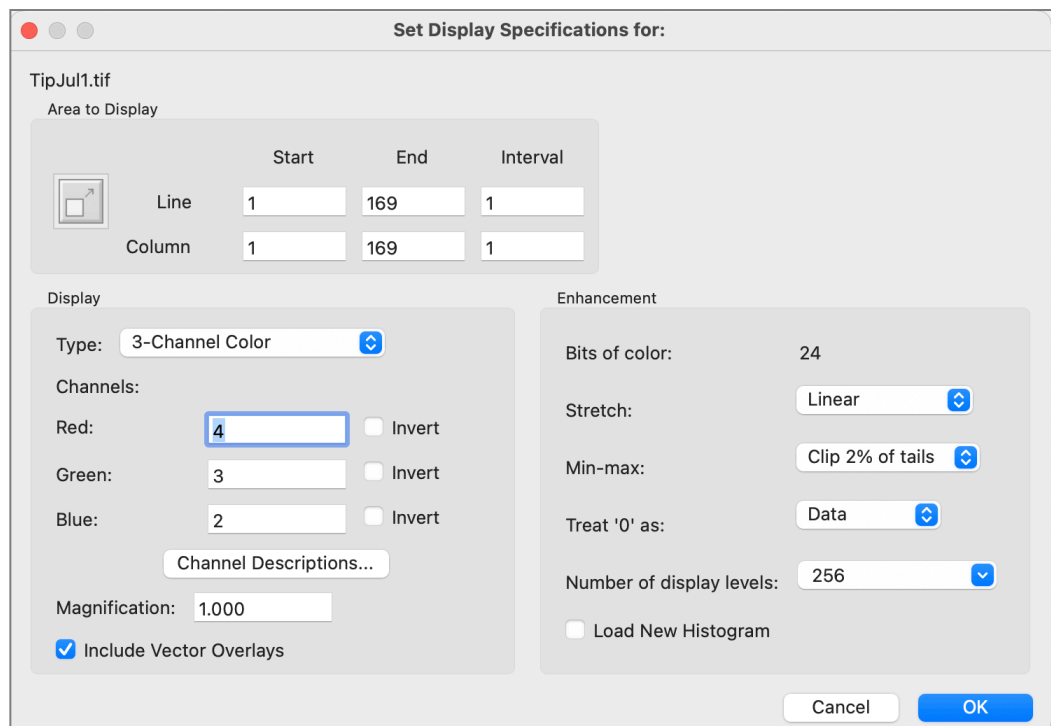 Set Display Specifications for:
TipJul1.tif
Area to Display
Start End Interval
Line 1 169 1
Column 1 169 1
Display
Type: 3-Channel Color
Channels:
Red: 4 Invert
Green: 3 Invert
Blue: 2 Invert
Channel Descriptions...
Magnification: 1.000
Include Vector Overlays
Enhancement
Bits of color: 24
Stretch: Linear
Min-max: Clip 2% of tails
Treat '0' as: Data
Number of display levels: 256
Load New Histogram
Cancel OK